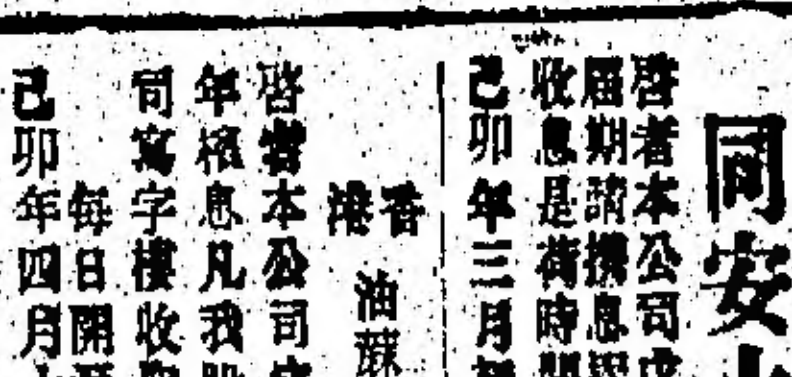 同安
啓者本公司
屆期請携息
收息是荷時
己卯年三月
香港
油蔴
啓者本公司
年檳息凡我
司寫字樓收
每日開
己卯年四月